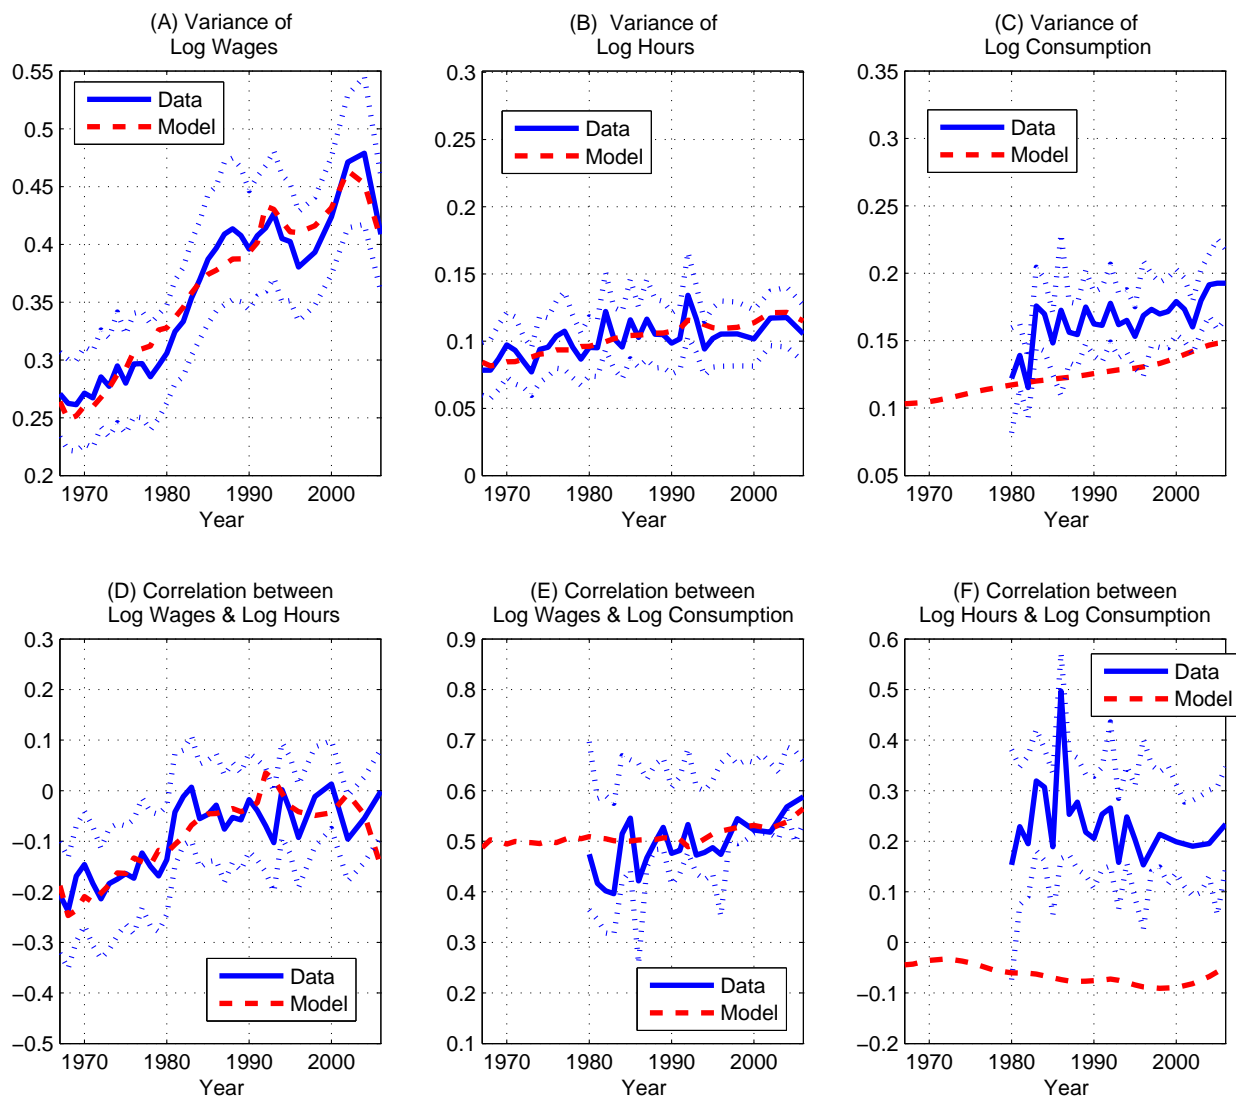 (A) Variance of
Log Wages
0.55
0.5
0.45
0.4
0.35
0.3
0.25
0.2
Data
Model
1970 1980 1990 2000
Year
(B) Variance of
Log Hours
0.3
0.25
0.2
0.15
0.1
0.05
0
Data
Model
1970 1980 1990 2000
Year
(C) Variance of
Log Consumption
0.35
0.3
0.25
0.2
0.15
0.1
0.05
Data
Model
1970 1980 1990 2000
Year
(D) Correlation between
Log Wages & Log Hours
0.3
0.2
0.1
0
−0.1
−0.2
−0.3
−0.4
−0.5
Data
Model
1970 1980 1990 2000
Year
(E) Correlation between
Log Wages & Log Consumption
0.9
0.8
0.7
0.6
0.5
0.4
0.3
0.2
0.1
Data
Model
1970 1980 1990 2000
Year
(F) Correlation between
Log Hours & Log Consumption
0.6
0.5
0.4
0.3
0.2
0.1
0
−0.1
−0.2
Data
Model
1970 1980 1990 2000
Year